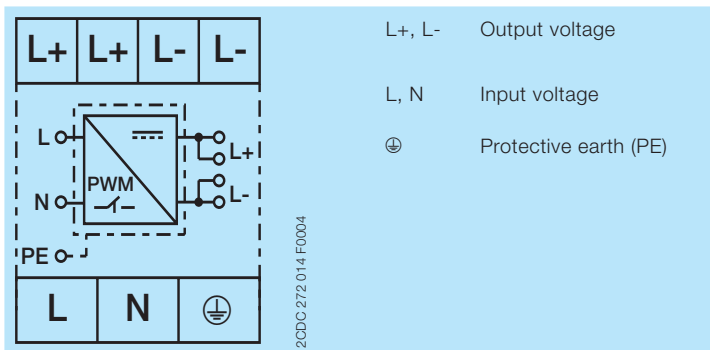 L+ L+ L- L-
L+, L- Output voltage
L, N Input voltage
⏚ Protective earth (PE)
L
L+
PWM
N
L-
PE
L N ⏚
2CDC 272 014 F0004